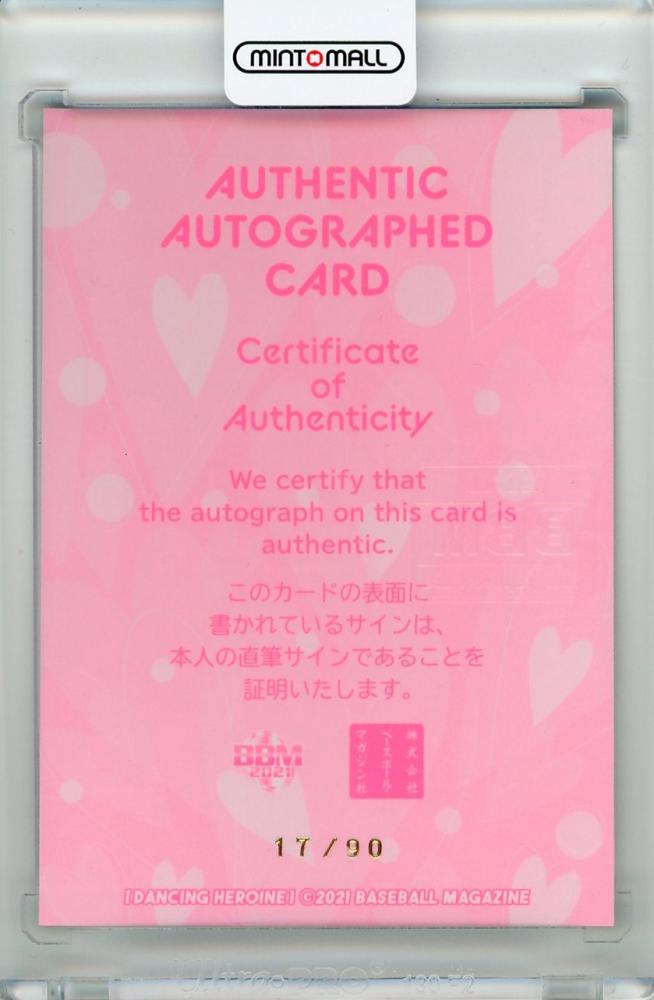 MINTMALL
AUTHENTIC
AUTOGRAPHED
CARD
Certificate
of
Authenticity
We certify that
the autograph on this card is
authentic.
このカードの表面に
書かれているサインは、
本人の直筆サインであることを
証明いたします。
BBM
2021
株式会社
ベースボール・
マガジン社
17/90
[DANCING HEROINE] ©2021 BASEBALL MAGAZINE
BBM
Ultra PRO